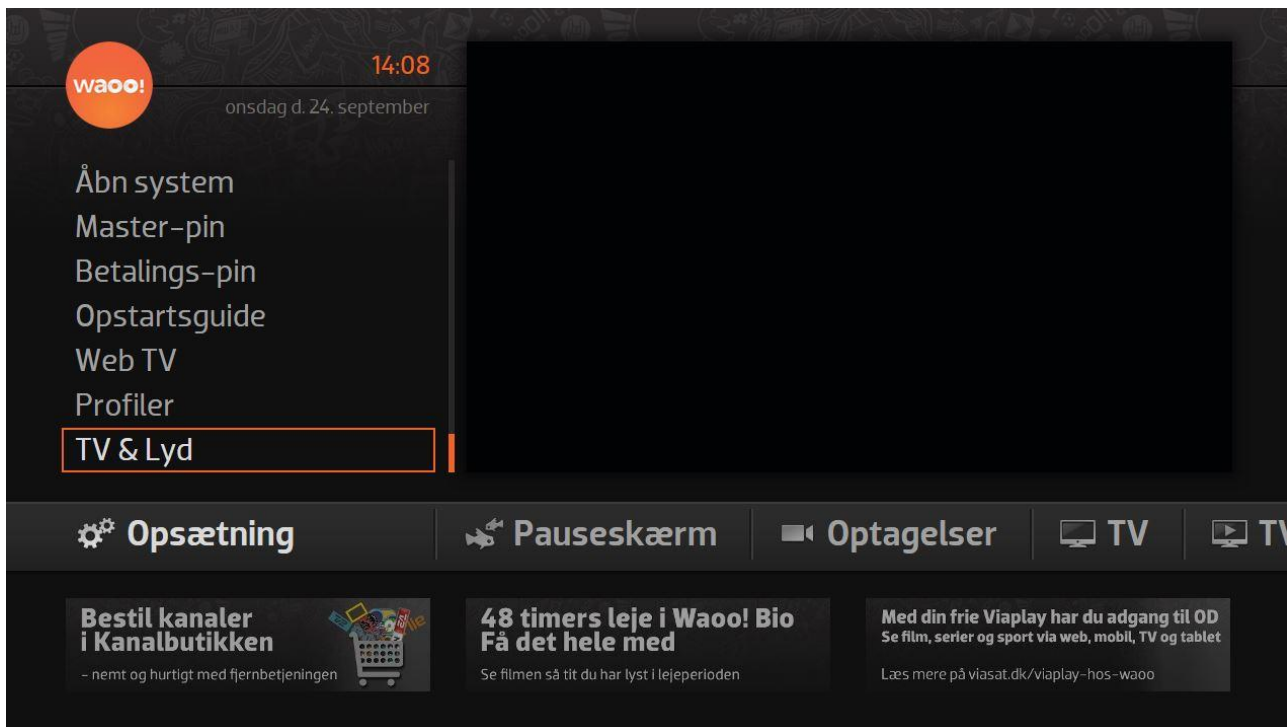 waoo!
14:08
onsdag d. 24. september
Åbn system
Master-pin
Betalings-pin
Opstartsguide
Web TV
Profiler
TV & Lyd
Opsætning
Pauseskærm
Optagelser
TV
TV
Bestil kanaler
i Kanalbutikken
- nemt og hurtigt med fjernbetjeningen
48 timers leje i Waoo! Bio
Få det hele med
Se filmen så tit du har lyst i lejeperioden
Med din frie Viaplay har du adgang til OD
Se film, serier og sport via web, mobil, TV og tablet
Læs mere på viasat.dk/viaplay-hos-waoo